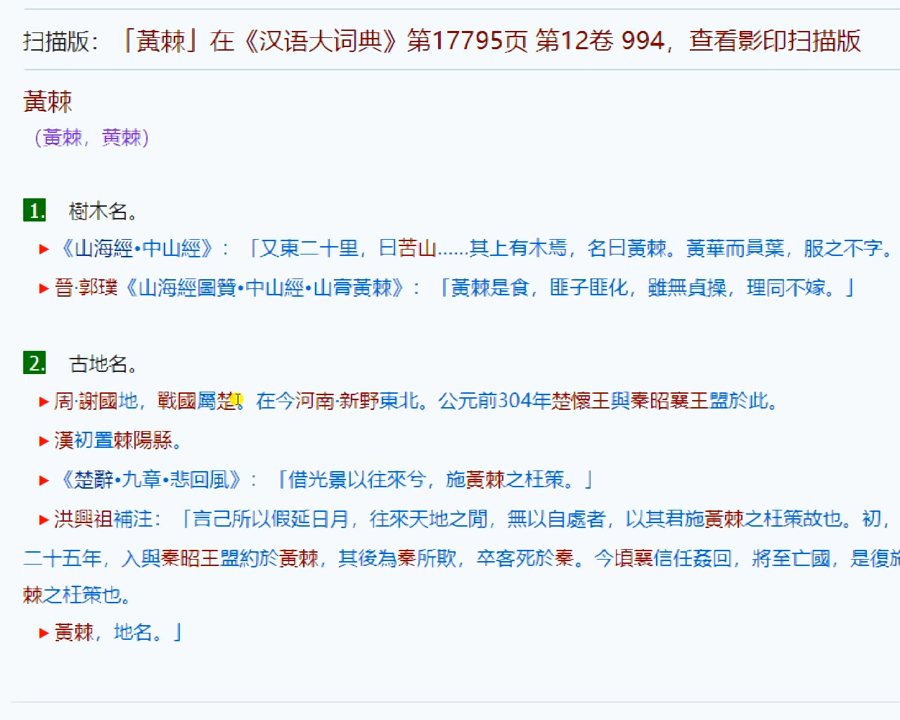 扫描版：「黃棘」在《汉语大词典》第17795页 第12卷 994，查看影印扫描版
黃棘
（黃棘，黄棘）
1. 樹木名。
▶《山海經•中山經》：「又東二十里，曰苦山……其上有木焉，名曰黃棘。黃華而員葉，服之不字。
▶晉·郭璞《山海經圖贊•中山經•山膏黃棘》：「黃棘是食，匪子匪化，雖無貞操，理同不嫁。」
2. 古地名。
▶周·謝國地，戰國屬楚。在今河南·新野東北。公元前304年楚懷王與秦昭襄王盟於此。
▶漢初置棘陽縣。
▶《楚辭•九章•悲回風》：「借光景以往來兮，施黃棘之枉策。」
▶洪興祖補注：「言己所以假延日月，往來天地之閒，無以自處者，以其君施黃棘之枉策故也。初，
二十五年，入與秦昭王盟約於黃棘，其後為秦所欺，卒客死於秦。今頃襄信任姦回，將至亡國，是復施
棘之枉策也。
▶黃棘，地名。」